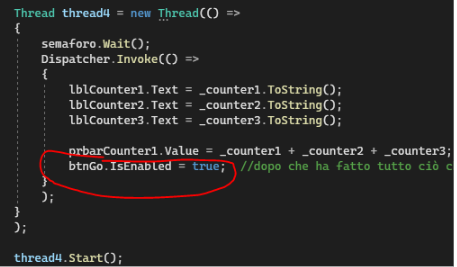 Thread thread4 = new Thread(() =>
{
semaforo.Wait();
Dispatcher.Invoke(() =>
{
lblCounter1.Text = _counter1.ToString();
lblCounter2.Text = _counter2.ToString();
lblCounter3.Text = _counter3.ToString();
prbarCounter1.Value = _counter1 + _counter2 + _counter3;
btnGo.IsEnabled = true; //dopo che ha fatto tutto ciò
}
);
}
);
thread4.Start();